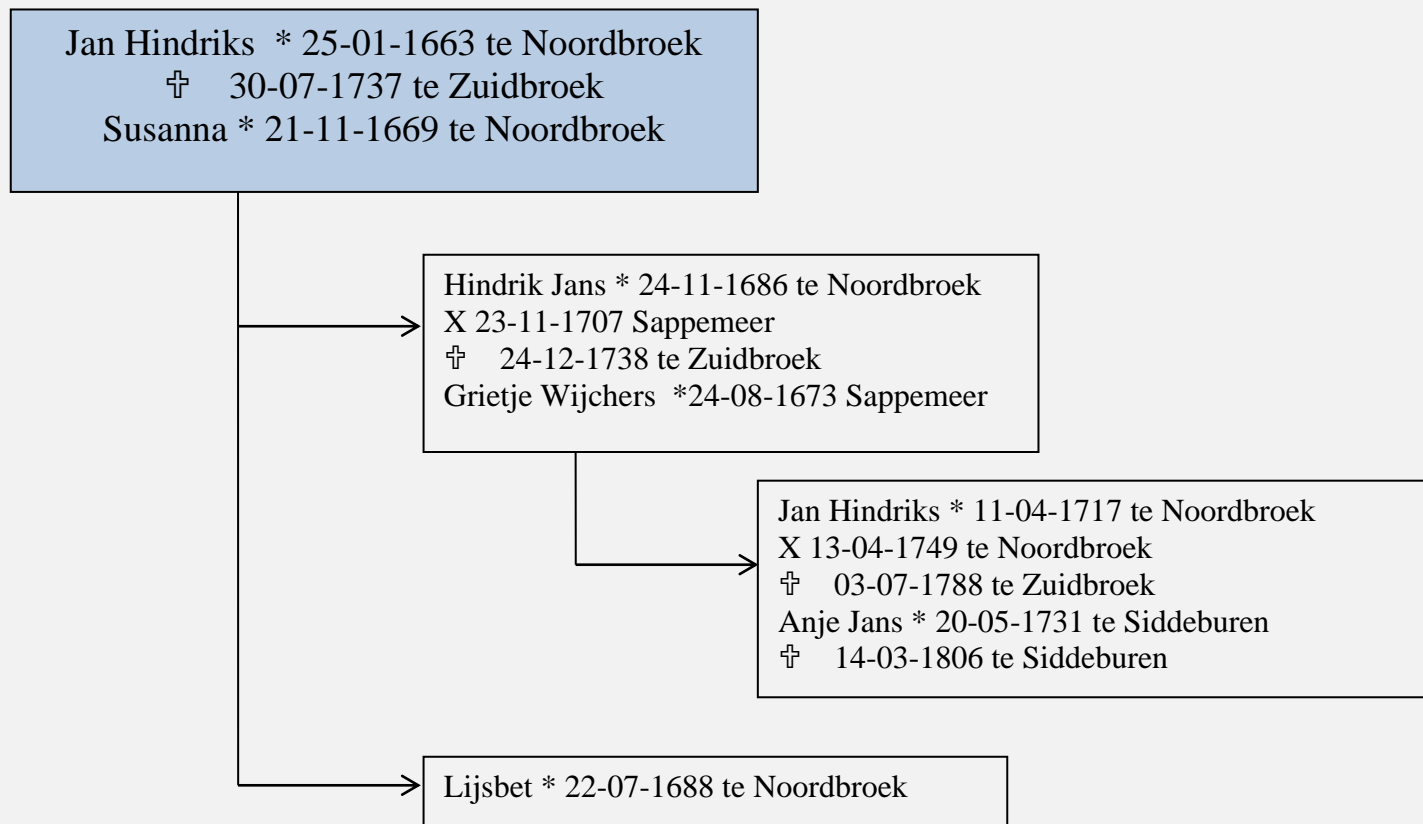 Jan Hindriks * 25-01-1663 te Noordbroek
✞ 30-07-1737 te Zuidbroek
Susanna * 21-11-1669 te Noordbroek
Hindrik Jans * 24-11-1686 te Noordbroek
X 23-11-1707 Sappemeer
✞ 24-12-1738 te Zuidbroek
Grietje Wijchers *24-08-1673 Sappemeer
Jan Hindriks * 11-04-1717 te Noordbroek
X 13-04-1749 te Noordbroek
✞ 03-07-1788 te Zuidbroek
Anje Jans * 20-05-1731 te Siddeburen
✞ 14-03-1806 te Siddeburen
Lijsbet * 22-07-1688 te Noordbroek